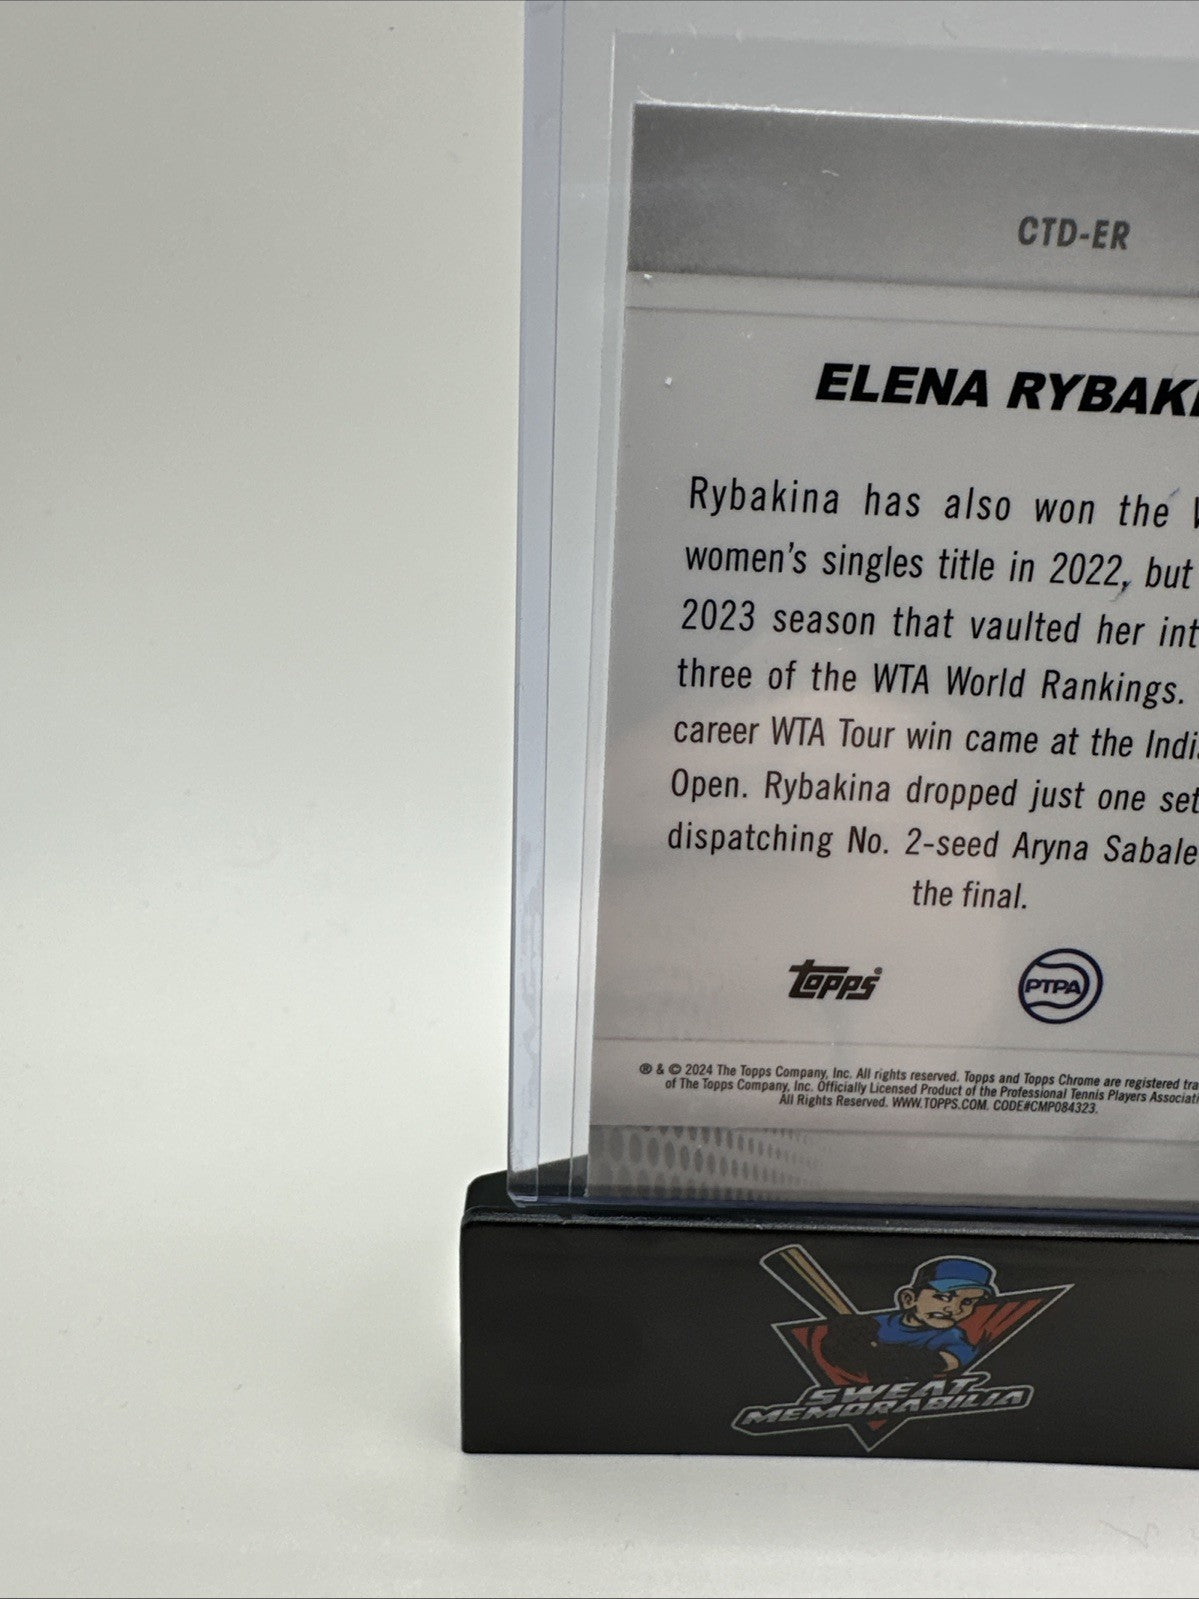 CTD-ER
ELENA RYBAK
Rybakina has also won the
women's singles title in 2022, but
2023 season that vaulted her int
three of the WTA World Rankings.
career WTA Tour win came at the Indi
Open. Rybakina dropped just one set
dispatching No. 2-seed Aryna Sabale
the final.
topps®
PTPA
® & © 2024 The Topps Company, Inc. All rights reserved. Topps and Topps Chrome are registered tra
of The Topps Company, Inc. Officially Licensed Product of the Professional Tennis Players Associati
All Rights Reserved. WWW.TOPPS.COM. CODE#CMP084323.
SWEAT
MEMORABILIA